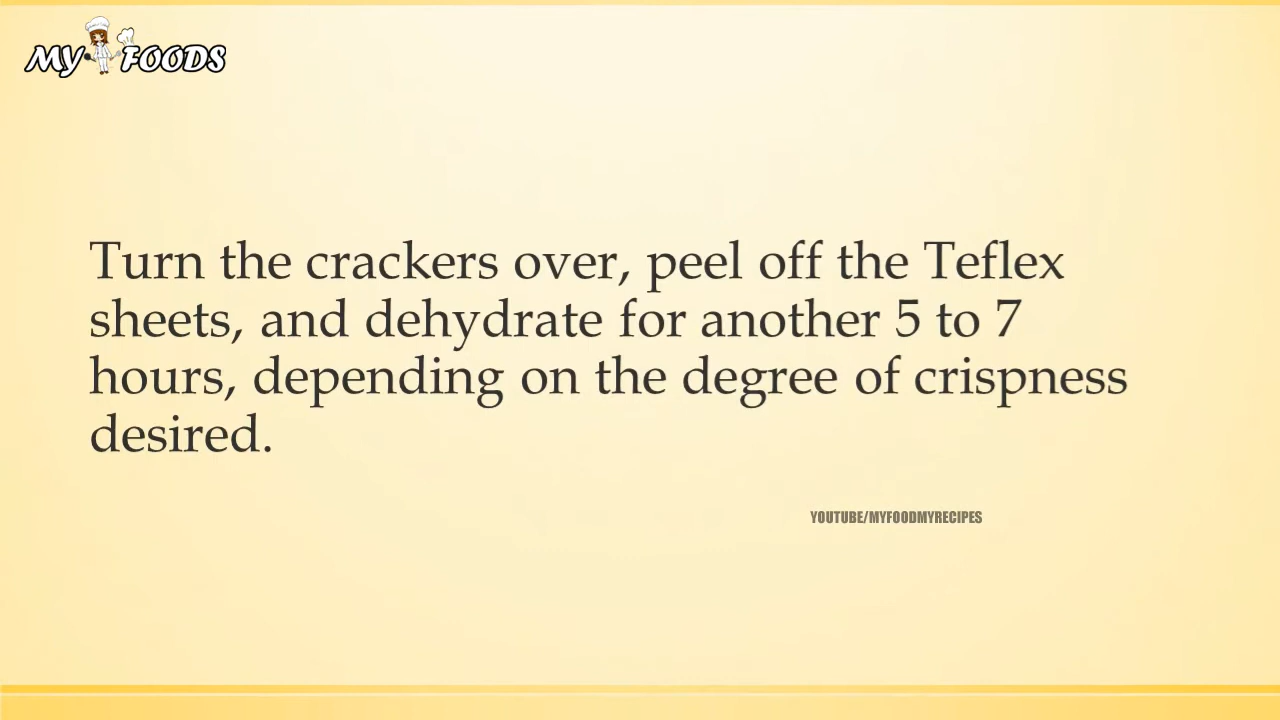 MY FOODS
Turn the crackers over, peel off the Teflex
sheets, and dehydrate for another 5 to 7
hours, depending on the degree of crispness
desired.
YOUTUBE/MYFOODMYRECIPES